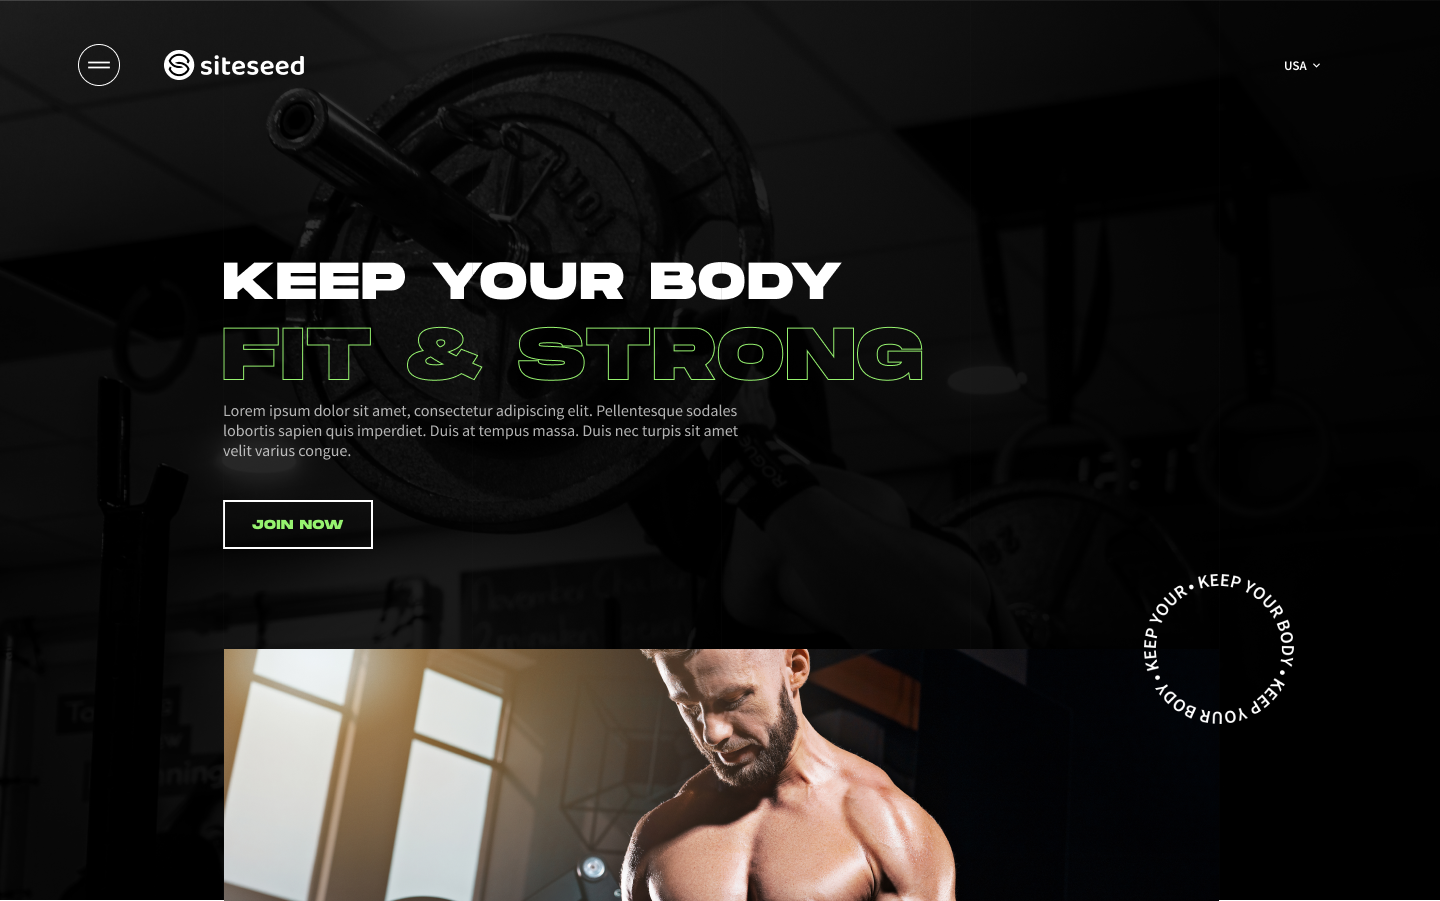 siteseed
USA
KEEP YOUR BODY
FIT & STRONG
Lorem ipsum dolor sit amet, consectetur adipiscing elit. Pellentesque sodales
lobortis sapien quis imperdiet. Duis at tempus massa. Duis nec turpis sit amet
velit varius congue.
ROGUE
JOIN NOW
KEEP YOUR BODY • KEEP YOUR BODY • KEEP YOUR •